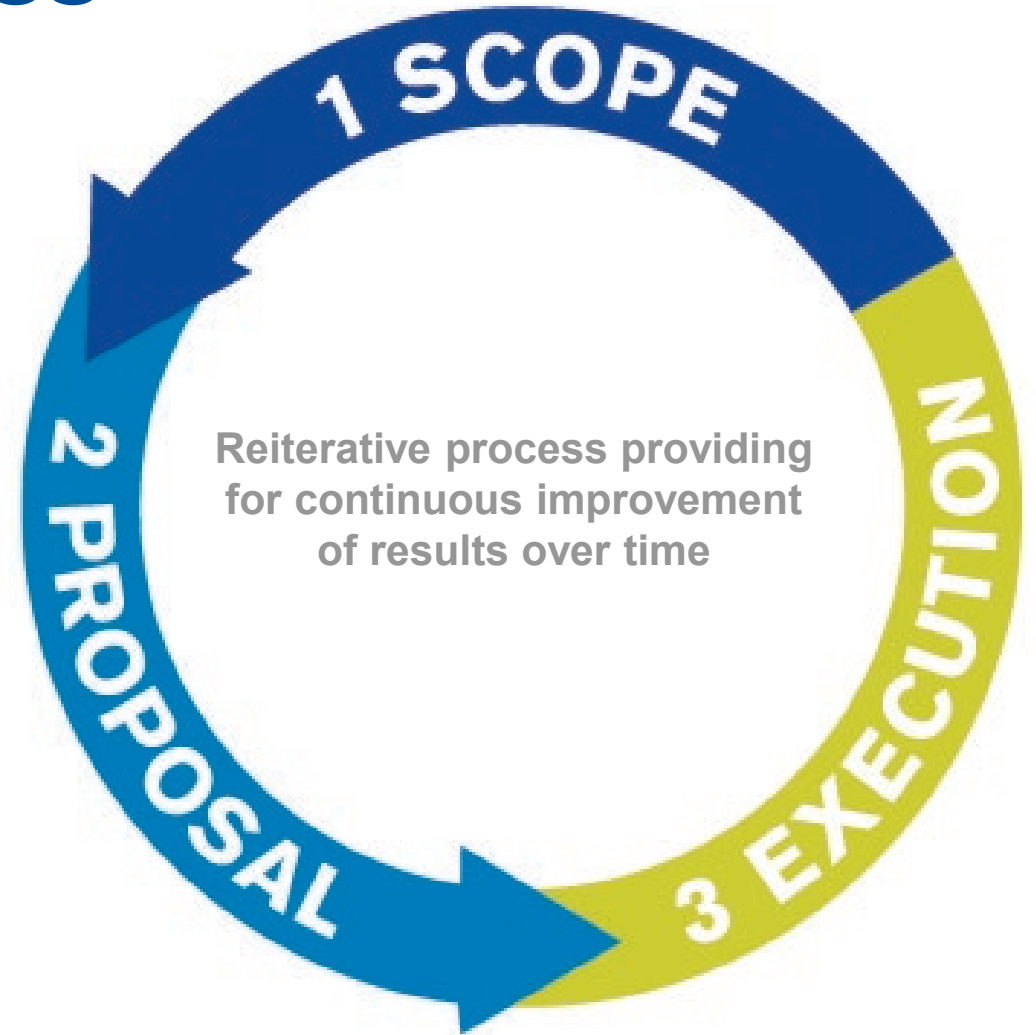 1 SCOPE
2 PROPOSAL
3 EXECUTION
Reiterative process providing
for continuous improvement
of results over time